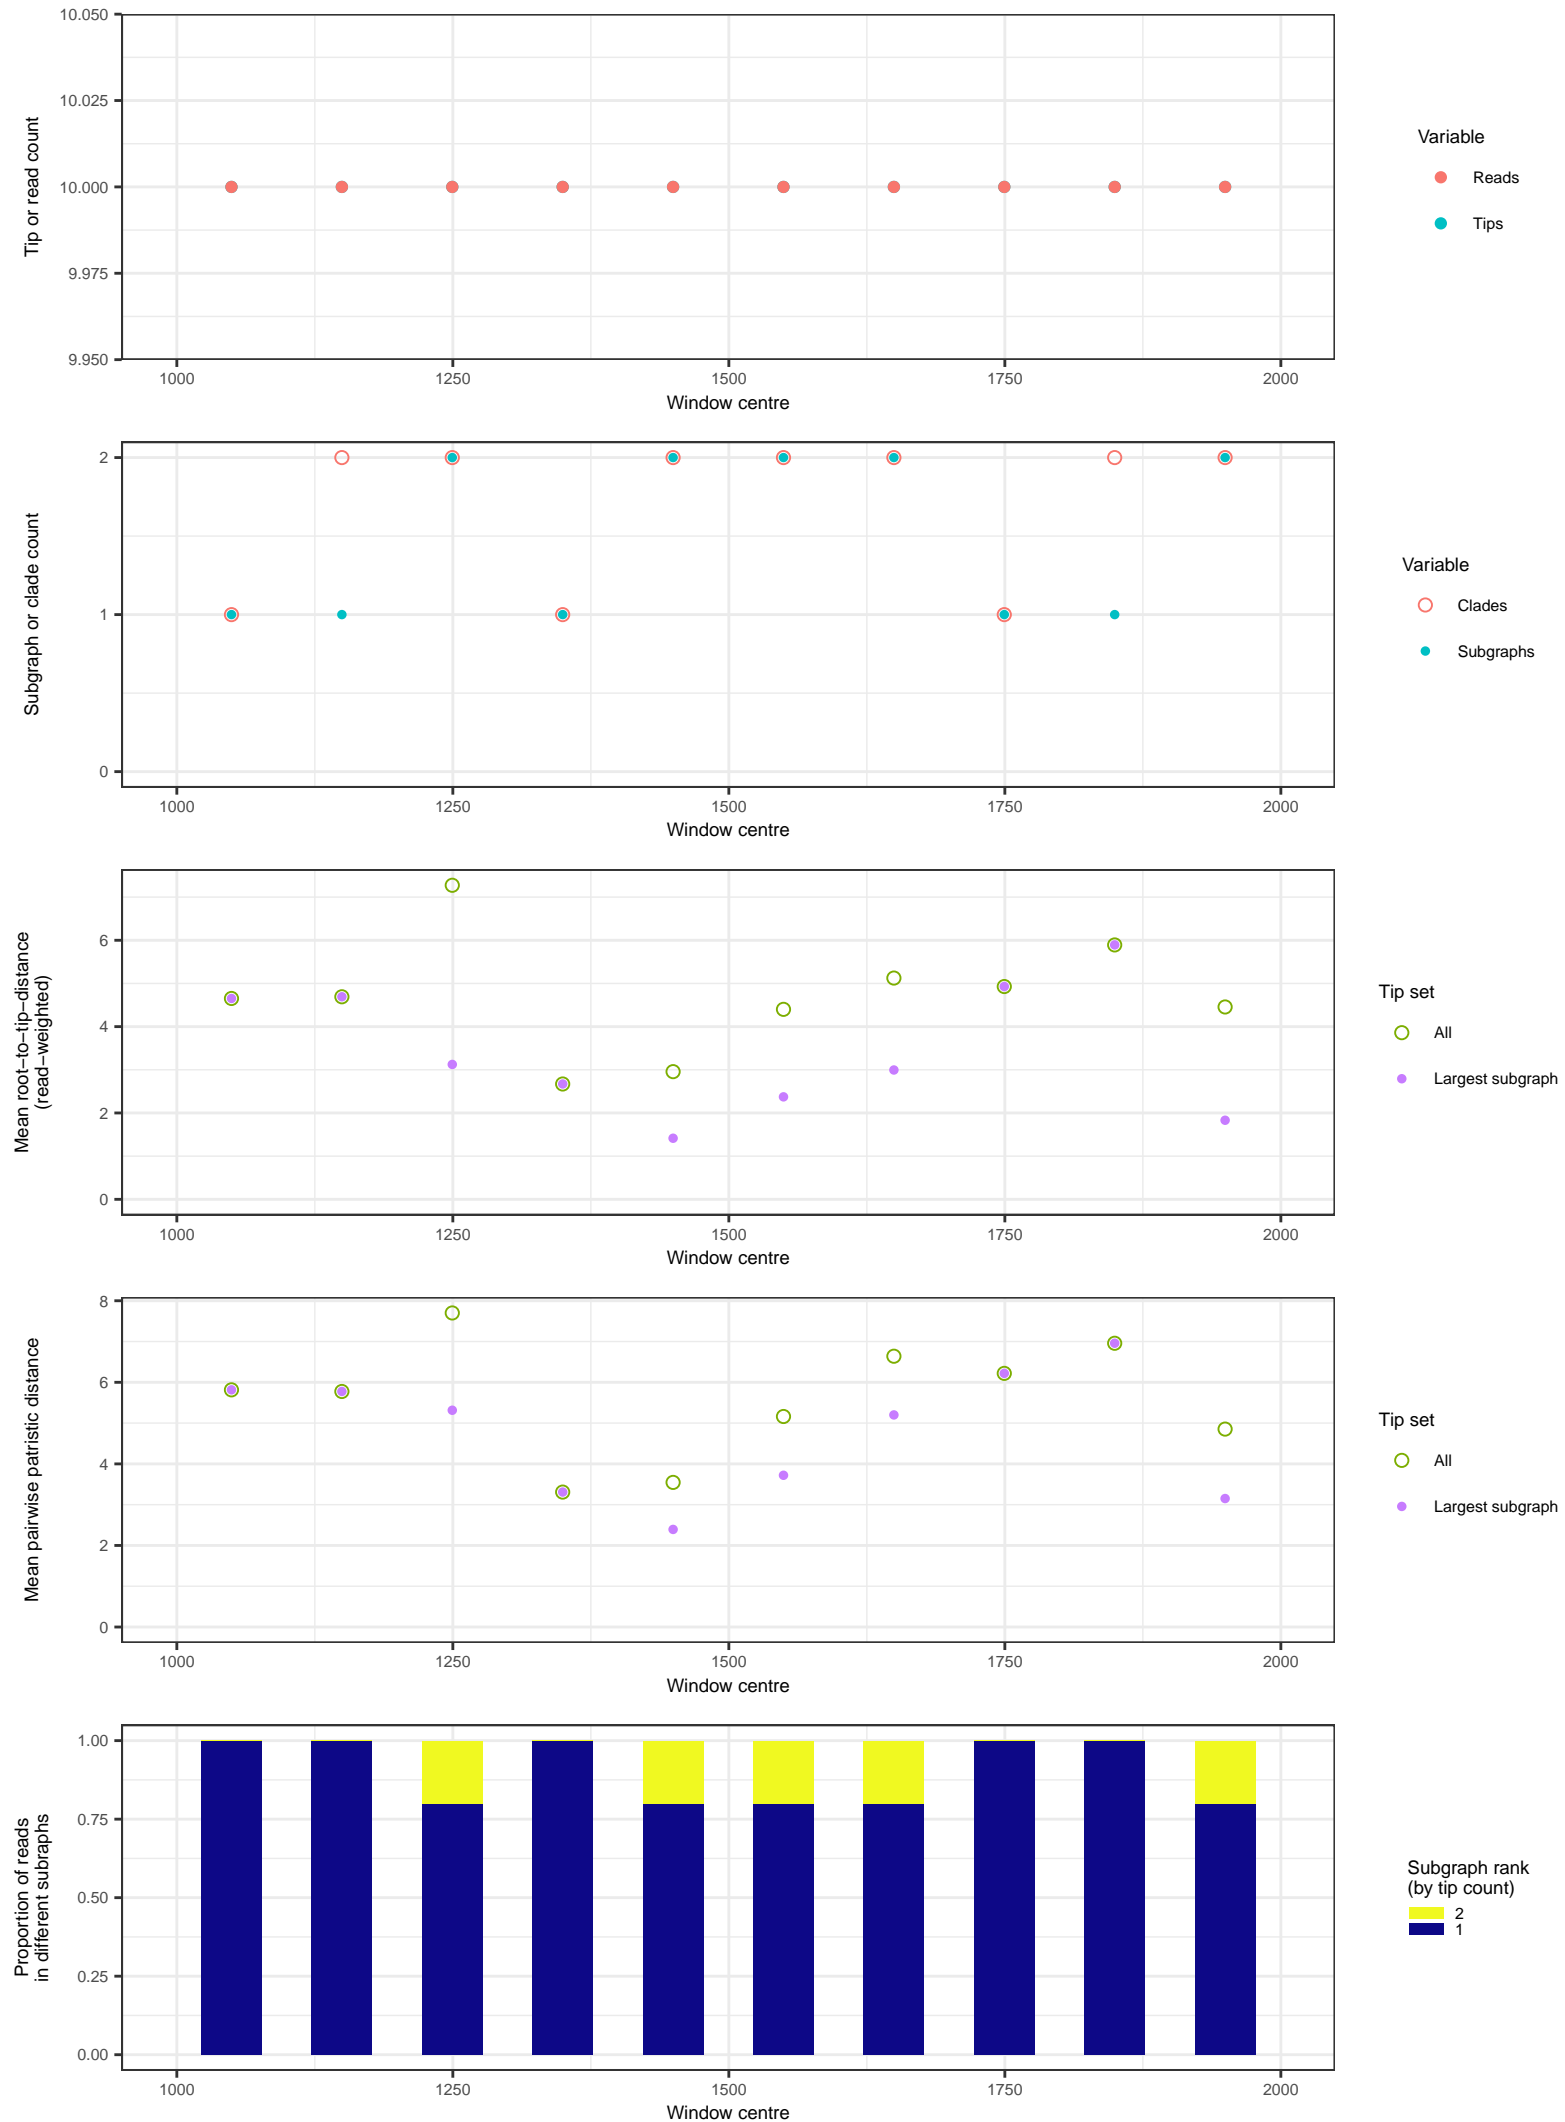 10.050
10.025
10.000
9.975
9.950
Tip or read count
1000 1250 1500 1750 2000
Window centre
Variable
Reads
Tips
2
1
0
Subgraph or clade count
1000 1250 1500 1750 2000
Window centre
Variable
Clades
Subgraphs
6
4
2
0
Mean root−to−tip−distance
(read−weighted)
1000 1250 1500 1750 2000
Window centre
Tip set
All
Largest subgraph
8
6
4
2
0
Mean pairwise patristic distance
1000 1250 1500 1750 2000
Window centre
Tip set
All
Largest subgraph
1.00
0.75
0.50
0.25
0.00
Proportion of reads
in different subraphs
1000 1250 1500 1750 2000
Window centre
Subgraph rank
(by tip count)
2
1